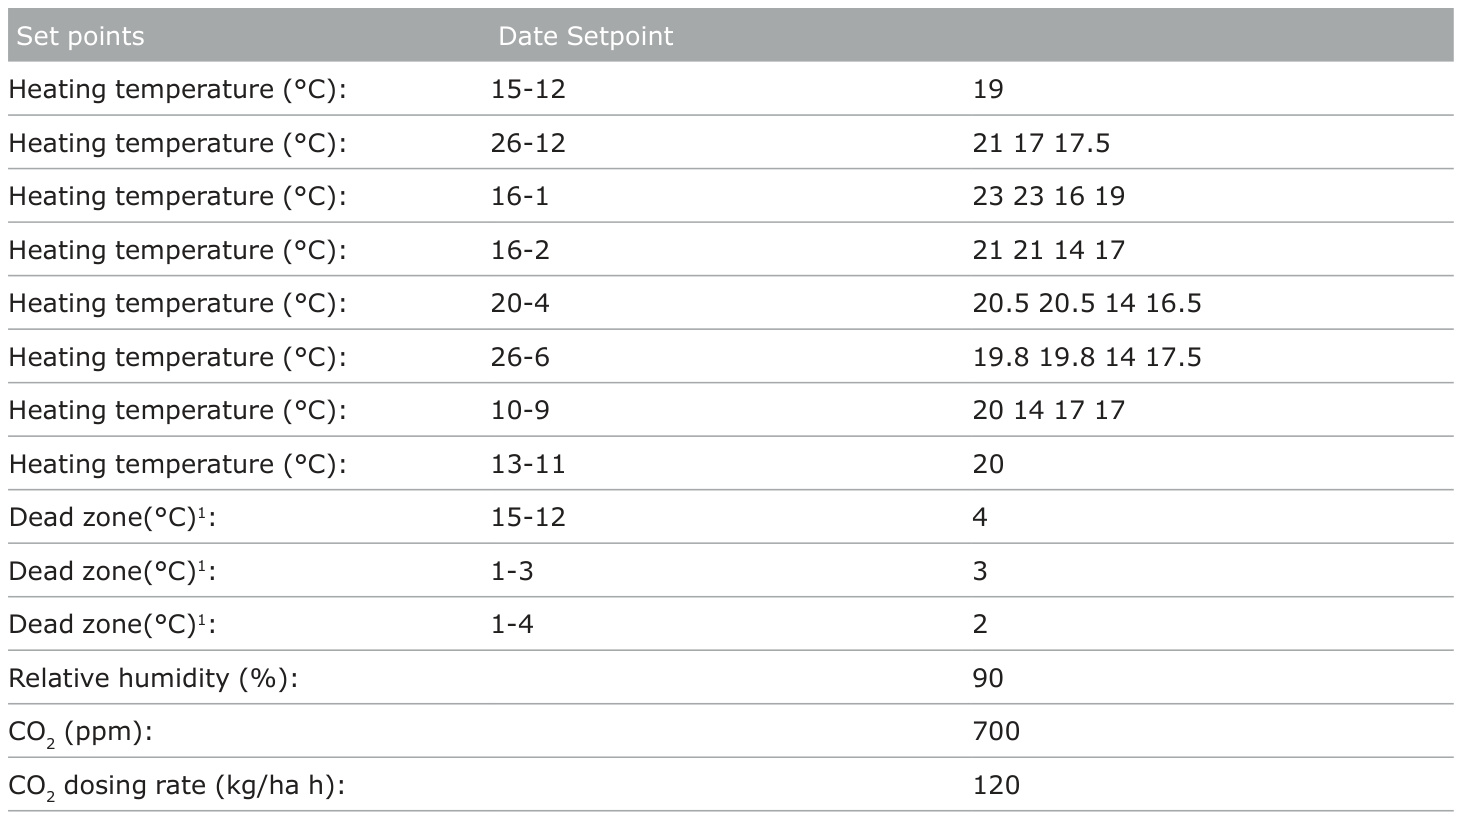 Set points Date Setpoint
Heating temperature (°C): 15-12 19
Heating temperature (°C): 26-12 21 17 17.5
Heating temperature (°C): 16-1 23 23 16 19
Heating temperature (°C): 16-2 21 21 14 17
Heating temperature (°C): 20-4 20.5 20.5 14 16.5
Heating temperature (°C): 26-6 19.8 19.8 14 17.5
Heating temperature (°C): 10-9 20 14 17 17
Heating temperature (°C): 13-11 20
Dead zone(°C)¹: 15-12 4
Dead zone(°C)¹: 1-3 3
Dead zone(°C)¹: 1-4 2
Relative humidity (%): 90
CO₂ (ppm): 700
CO₂ dosing rate (kg/ha h): 120